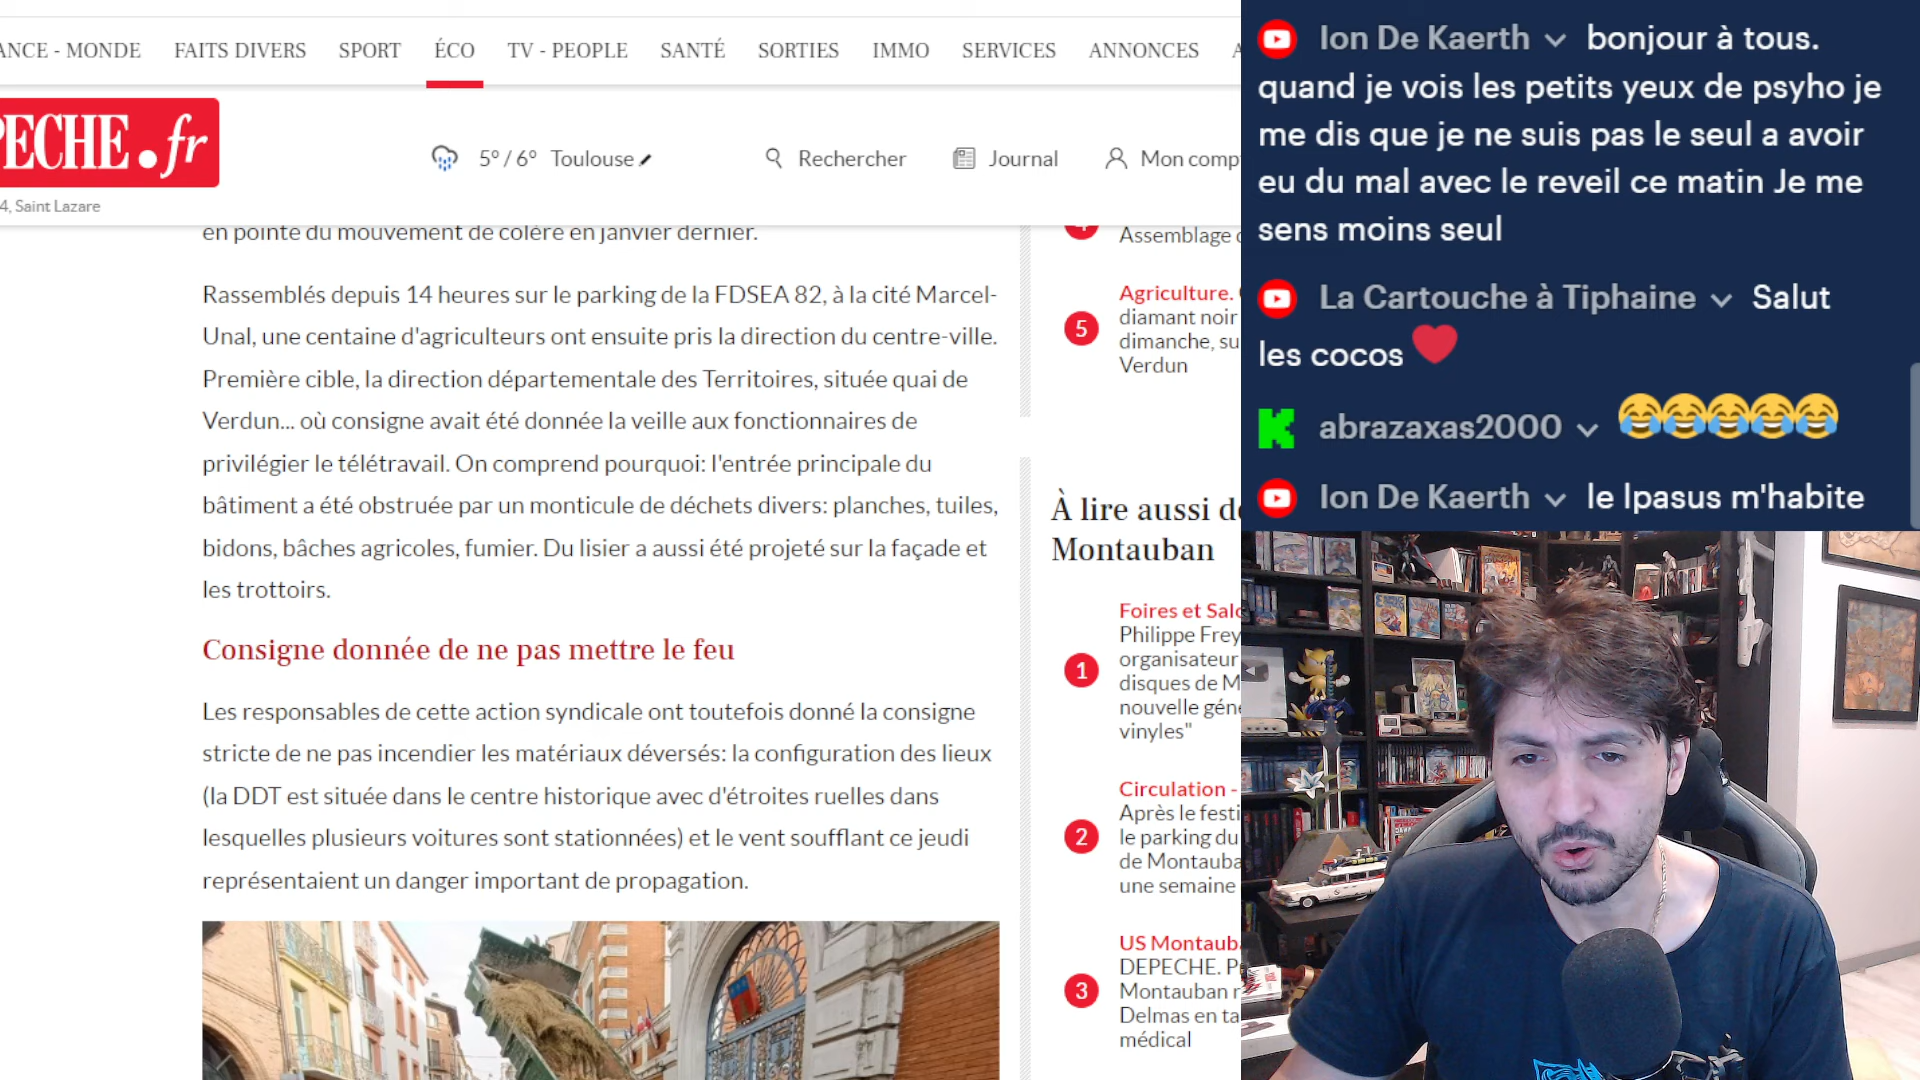 ANCE - MONDE FAITS DIVERS SPORT ÉCO TV - PEOPLE SANTÉ SORTIES IMMO SERVICES ANNONCES
PECHE.fr
5° / 6° Toulouse
Rechercher
Journal
Mon comp
4, Saint Lazare
en pointe du mouvement de colère en janvier dernier.
Rassemblés depuis 14 heures sur le parking de la FDSEA 82, à la cité Marcel-
Unal, une centaine d'agriculteurs ont ensuite pris la direction du centre-ville.
Première cible, la direction départementale des Territoires, située quai de
Verdun... où consigne avait été donnée la veille aux fonctionnaires de
privilégier le télétravail. On comprend pourquoi: l'entrée principale du
bâtiment a été obstruée par un monticule de déchets divers: planches, tuiles,
bidons, bâches agricoles, fumier. Du lisier a aussi été projeté sur la façade et
les trottoirs.
Consigne donnée de ne pas mettre le feu
Les responsables de cette action syndicale ont toutefois donné la consigne
stricte de ne pas incendier les matériaux déversés: la configuration des lieux
(la DDT est située dans le centre historique avec d'étroites ruelles dans
lesquelles plusieurs voitures sont stationnées) et le vent soufflant ce jeudi
représentaient un danger important de propagation.
4
Assemblage
5
Agriculture.
diamant noir
dimanche, su
Verdun
À lire aussi de
Montauban
1
Foires et Salo
Philippe Frey
organisateur
disques de M
nouvelle géné
vinyles"
2
Circulation -
Après le festi
le parking du
de Montauba
une semaine
3
US Montauba
DEPECHE. P
Montauban r
Delmas en ta
médical
Ion De Kaerth bonjour à tous.
quand je vois les petits yeux de psyho je
me dis que je ne suis pas le seul a avoir
eu du mal avec le reveil ce matin Je me
sens moins seul
La Cartouche à Tiphaine Salut
les cocos ❤️
abrazaxas2000 😂😂😂😂😂
Ion De Kaerth le lpasus m'habite